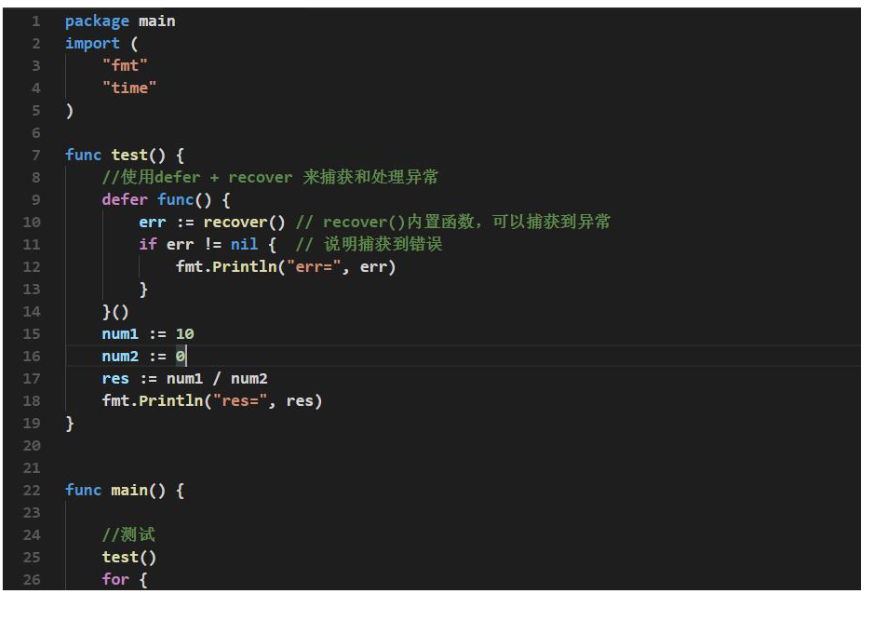 1 package main
2 import (
3     "fmt"
4     "time"
5 )
6
7 func test() {
8     //使用defer + recover 来捕获和处理异常
9     defer func() {
10         err := recover() // recover()内置函数，可以捕获到异常
11         if err != nil {  // 说明捕获到错误
12             fmt.Println("err=", err)
13         }
14     }()
15     num1 := 10
16     num2 := 0
17     res := num1 / num2
18     fmt.Println("res=", res)
19 }
20
21
22 func main() {
23
24     //测试
25     test()
26     for {